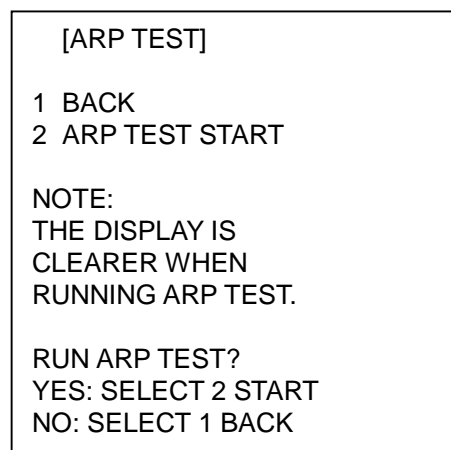 [ARP TEST]
1 BACK
2 ARP TEST START
NOTE:
THE DISPLAY IS
CLEARER WHEN
RUNNING ARP TEST.
RUN ARP TEST?
YES: SELECT 2 START
NO: SELECT 1 BACK